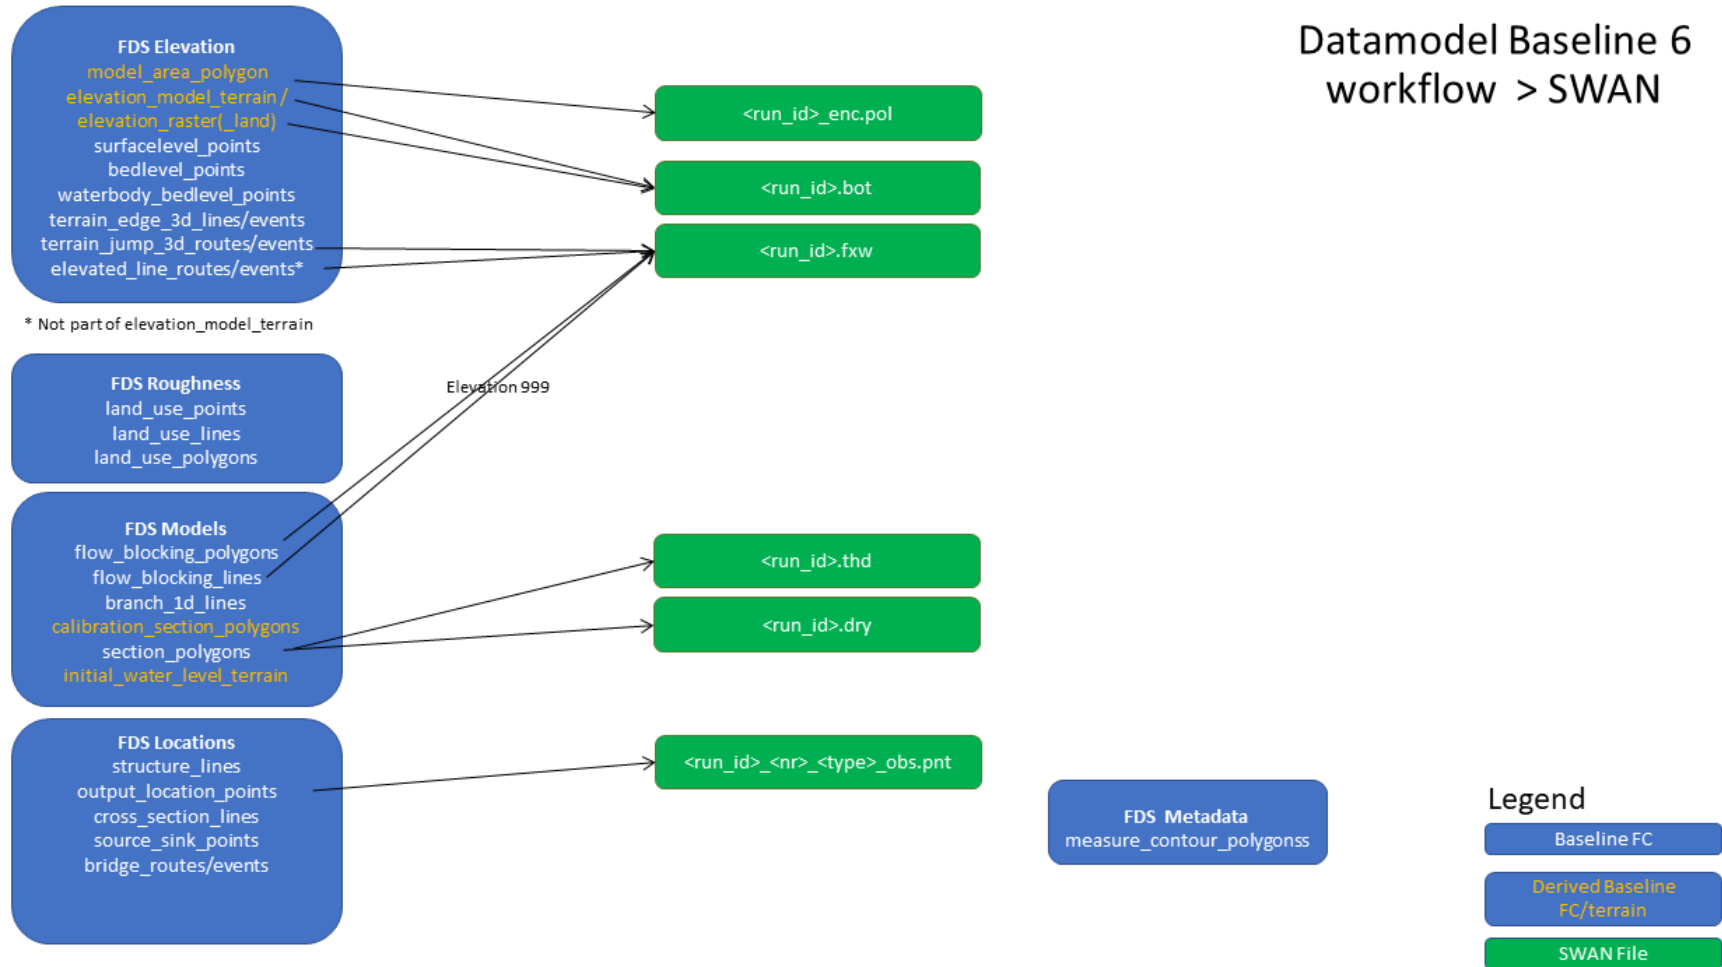 Datamodel Baseline 6
workflow > SWAN
FDS Elevation
model_area_polygon
elevation_model_terrain /
elevation_raster(_land)
surfacelevel_points
bedlevel_points
waterbody_bedlevel_points
terrain_edge_3d_lines/events
terrain_jump_3d_routes/events
elevated_line_routes/events*
* Not part of elevation_model_terrain
<run_id>_enc.pol
<run_id>.bot
<run_id>.fxw
Elevation 999
FDS Roughness
land_use_points
land_use_lines
land_use_polygons
FDS Models
flow_blocking_polygons
flow_blocking_lines
branch_1d_lines
calibration_section_polygons
section_polygons
initial_water_level_terrain
<run_id>.thd
<run_id>.dry
FDS Locations
structure_lines
output_location_points
cross_section_lines
source_sink_points
bridge_routes/events
<run_id>_<nr>_<type>_obs.pnt
FDS Metadata
measure_contour_polygonss
Legend
Baseline FC
Derived Baseline
FC/terrain
SWAN File